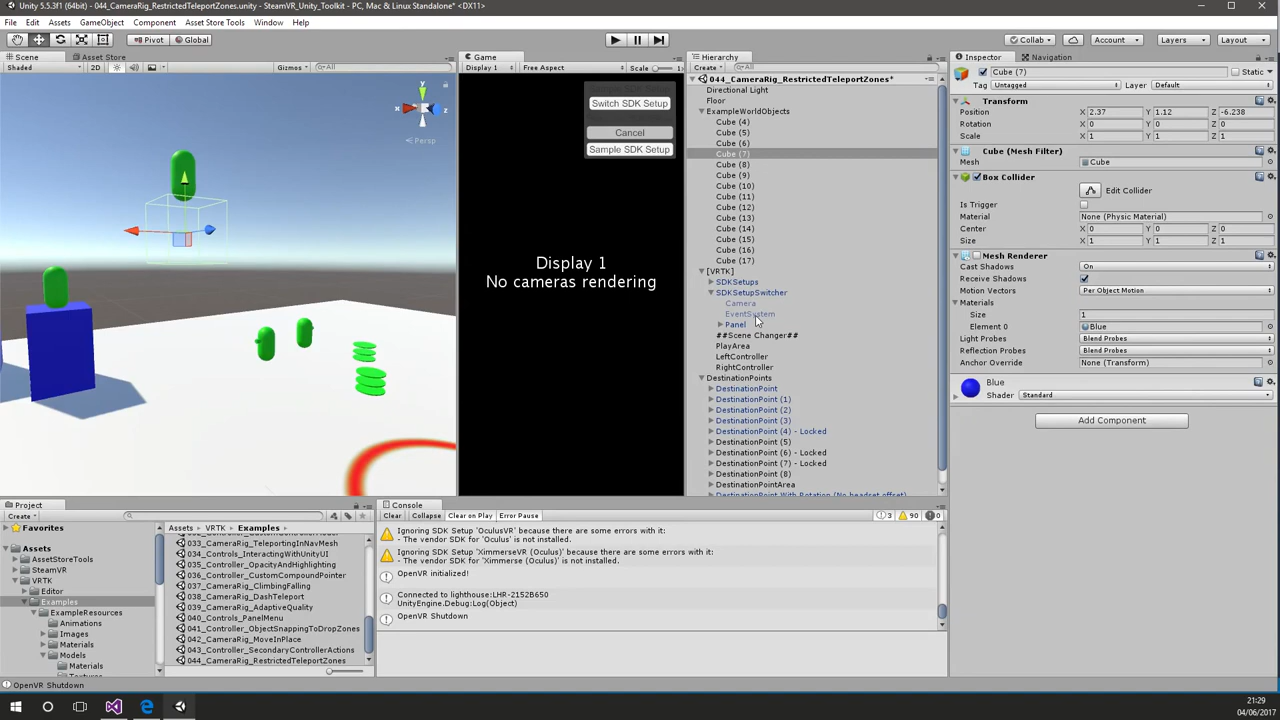 Unity 5.5.3f1 (64bit) - 044_CameraRig_RestrictedTeleportZones.unity - SteamVR_Unity_Toolkit - PC, Mac & Linux Standalone* <DX11>
File Edit Assets GameObject Component Asset Store Tools Window Help
Pivot Global Collab Account Layers Layout
Scene Asset Store
Shaded 2D Gizmos All
y x z
Persp
Game
Display 1 Free Aspect Scale
Switch SDK Setup
Cancel
Sample SDK Setup
Display 1
No cameras rendering
Hierarchy
Create All
044_CameraRig_RestrictedTeleportZones*
Directional Light
Floor
ExampleWorldObjects
Cube (4)
Cube (5)
Cube (6)
Cube (7)
Cube (8)
Cube (9)
Cube (10)
Cube (11)
Cube (12)
Cube (13)
Cube (14)
Cube (15)
Cube (16)
Cube (17)
[VRTK]
SDKSetups
SDKSetupSwitcher
Camera
EventSystem
Panel
##Scene Changer##
PlayArea
LeftController
RightController
DestinationPoints
DestinationPoint
DestinationPoint (1)
DestinationPoint (2)
DestinationPoint (3)
DestinationPoint (4) - Locked
DestinationPoint (5)
DestinationPoint (6) - Locked
DestinationPoint (7) - Locked
DestinationPoint (8)
DestinationPointArea
DestinationPoint With Rotation (No headset offset)
Inspector Navigation
Cube (7) Static
Tag Untagged Layer Default
Transform
Position X 2.37 Y 1.12 Z -6.238
Rotation X 0 Y 0 Z 0
Scale X 1 Y 1 Z 1
Cube (Mesh Filter)
Mesh Cube
Box Collider
Edit Collider
Is Trigger
Material None (Physic Material)
Center X 0 Y 0 Z 0
Size X 1 Y 1 Z 1
Mesh Renderer
Cast Shadows On
Receive Shadows
Motion Vectors Per Object Motion
Materials
Size 1
Element 0 Blue
Light Probes Blend Probes
Reflection Probes Blend Probes
Anchor Override None (Transform)
Blue
Shader Standard
Add Component
Project
Create
Favorites
Assets
AssetStoreTools
SteamVR
VRTK
Editor
Examples
ExampleResources
Animations
Images
Materials
Models
Materials
Assets VRTK Examples
033_CameraRig_TeleportingInNavMesh
034_Controls_InteractingWithUnityUI
035_Controller_OpacityAndHighlighting
036_Controller_CustomCompoundPointer
037_CameraRig_ClimbingFalling
038_CameraRig_DashTeleport
039_CameraRig_AdaptiveQuality
040_Controls_PanelMenu
041_Controller_ObjectSnappingToDropZones
042_CameraRig_MoveInPlace
043_Controller_SecondaryControllerActions
044_CameraRig_RestrictedTeleportZones
Console
Clear Collapse Clear on Play Error Pause 3 90 0
Ignoring SDK Setup 'OculusVR' because there are some errors with it:
- The vendor SDK for 'Oculus' is not installed.
Ignoring SDK Setup 'XimmerseVR (Oculus)' because there are some errors with it:
- The vendor SDK for 'Ximmerse (Oculus)' is not installed.
OpenVR initialized!
Connected to lighthouse:LHR-2152B650
UnityEngine.Debug:Log(Object)
OpenVR Shutdown
OpenVR Shutdown
21:29
04/06/2017